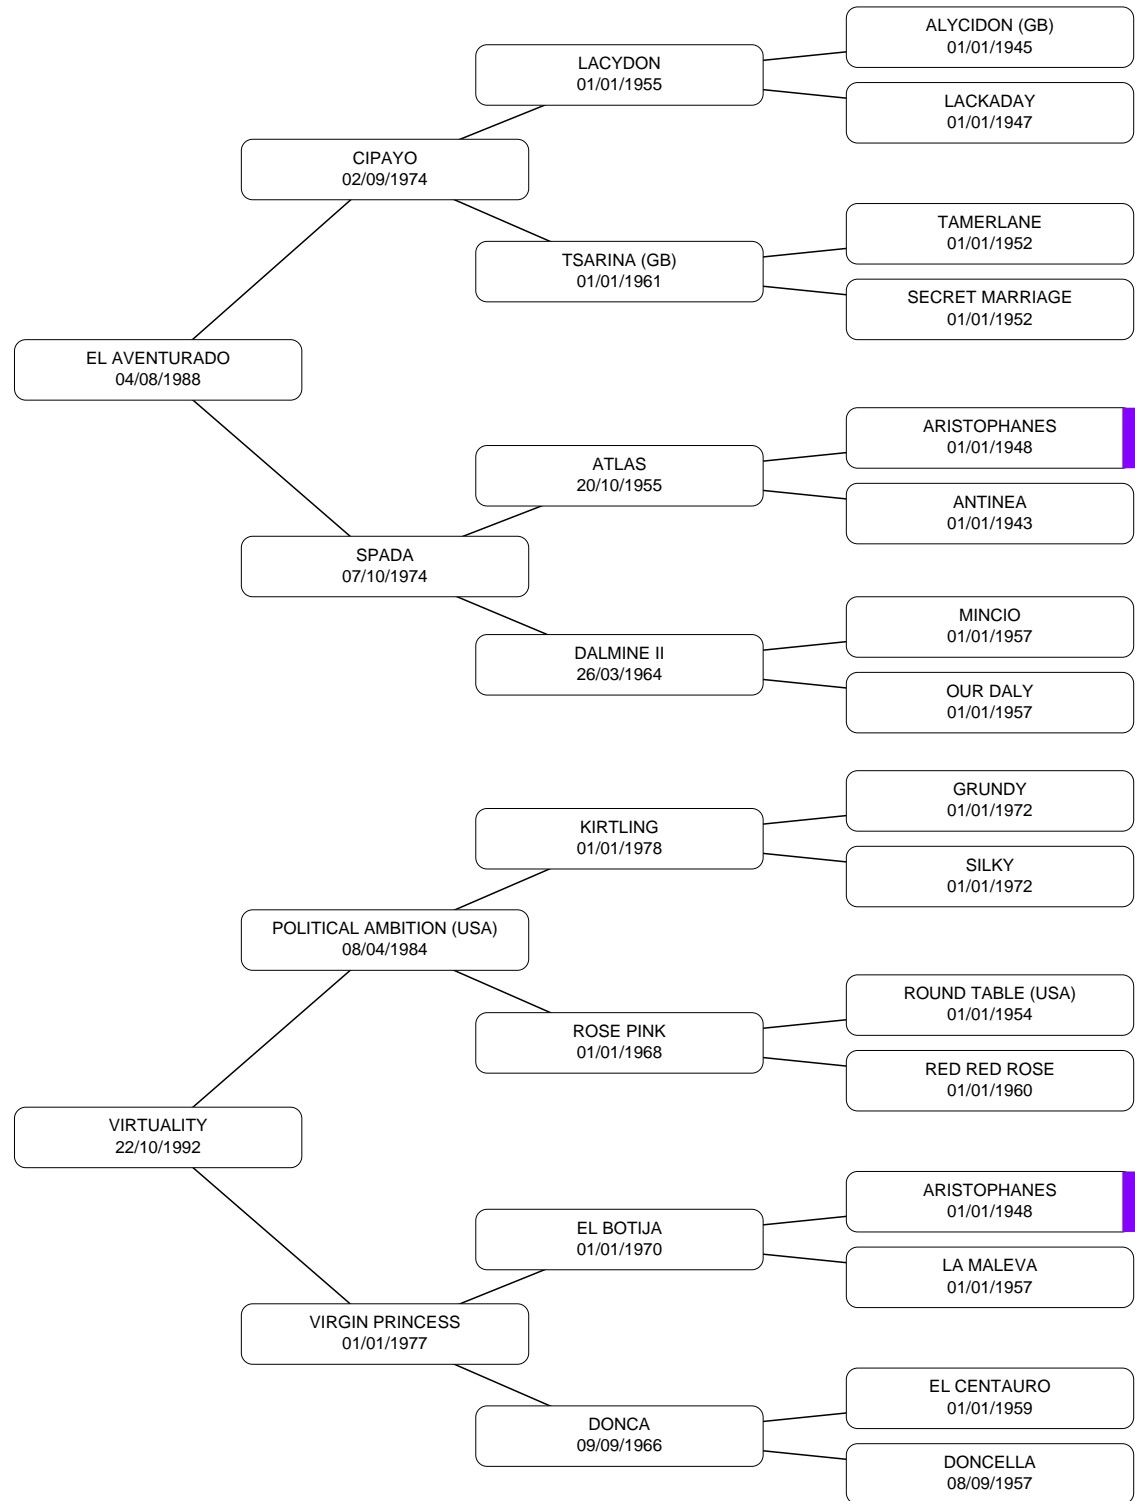 ALYCIDON (GB)
01/01/1945
LACYDON
01/01/1955
LACKADAY
01/01/1947
CIPAYO
02/09/1974
TAMERLANE
01/01/1952
TSARINA (GB)
01/01/1961
SECRET MARRIAGE
01/01/1952
EL AVENTURADO
04/08/1988
ARISTOPHANES
01/01/1948
ATLAS
20/10/1955
ANTINEA
01/01/1943
SPADA
07/10/1974
MINCIO
01/01/1957
DALMINE II
26/03/1964
OUR DALY
01/01/1957
GRUNDY
01/01/1972
KIRTLING
01/01/1978
SILKY
01/01/1972
POLITICAL AMBITION (USA)
08/04/1984
ROUND TABLE (USA)
01/01/1954
ROSE PINK
01/01/1968
RED RED ROSE
01/01/1960
VIRTUALITY
22/10/1992
ARISTOPHANES
01/01/1948
EL BOTIJA
01/01/1970
LA MALEVA
01/01/1957
VIRGIN PRINCESS
01/01/1977
EL CENTAURO
01/01/1959
DONCA
09/09/1966
DONCELLA
08/09/1957